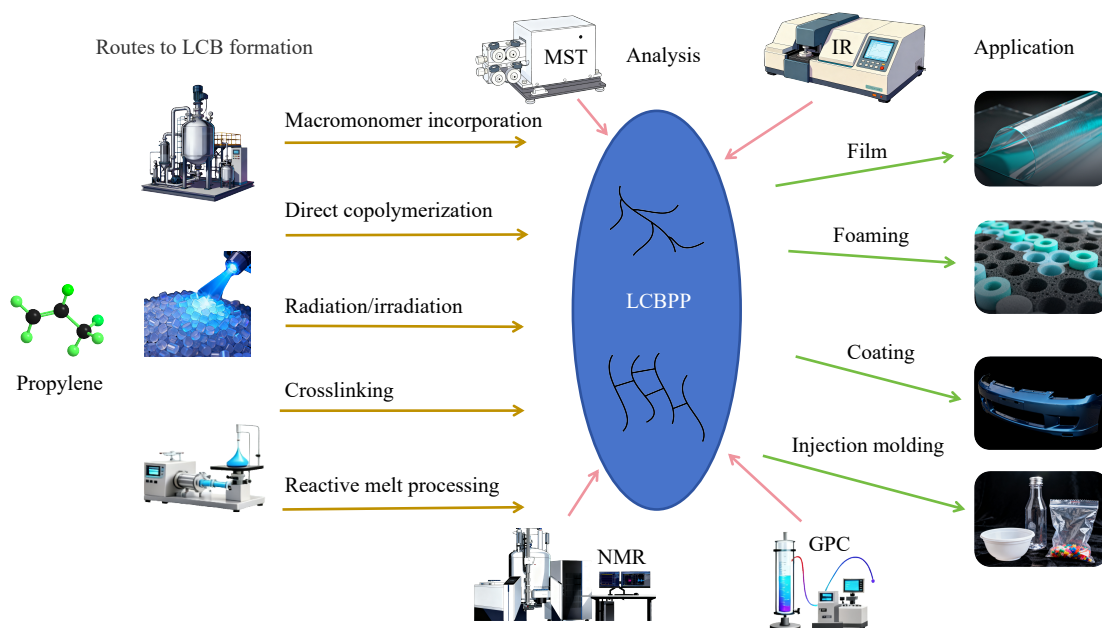 Routes to LCB formation
MST
Analysis
IR
Application
Macromonomer incorporation
Film
Direct copolymerization
Foaming
Radiation/irradiation
LCBPP
Propylene
Coating
Crosslinking
Injection molding
Reactive melt processing
NMR
GPC